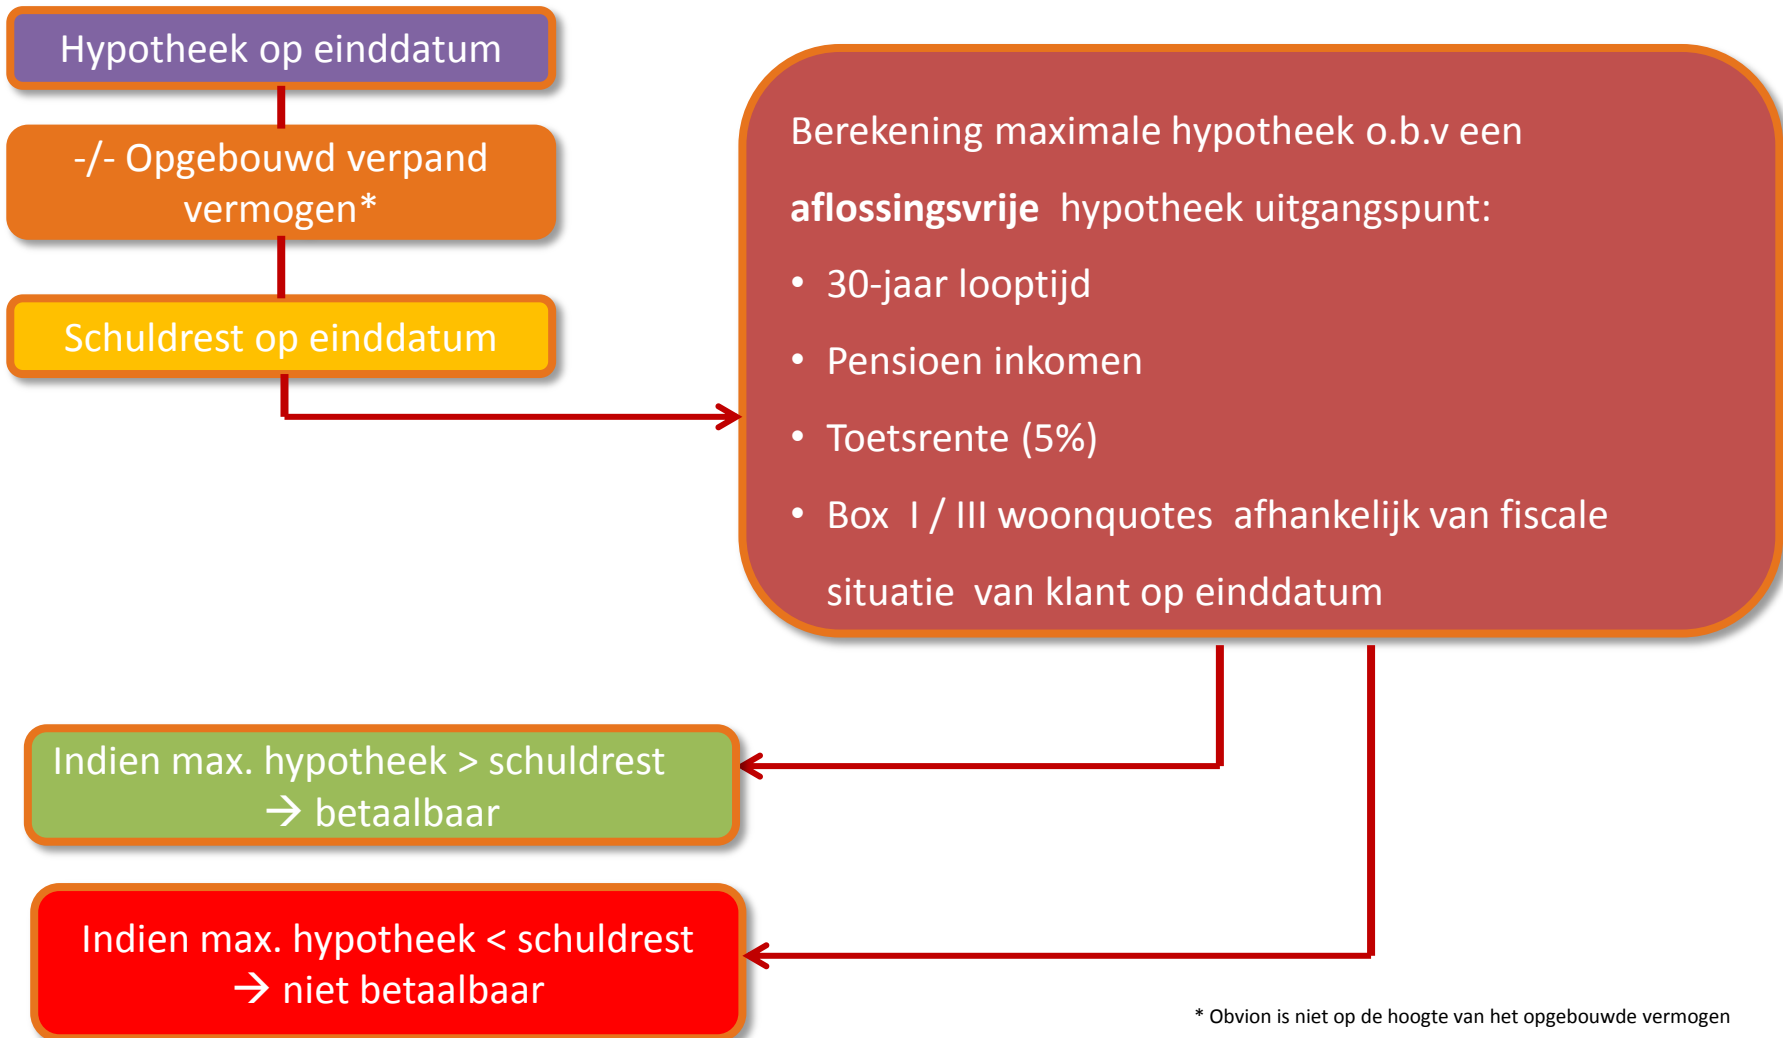 Hypotheek op einddatum
-/- Opgebouwd verpand
vermogen*
Schuldrest op einddatum
Berekening maximale hypotheek o.b.v een
aflossingsvrije hypotheek uitgangspunt:
• 30-jaar looptijd
• Pensioen inkomen
• Toetsrente (5%)
• Box I / III woonquotes afhankelijk van fiscale
situatie van klant op einddatum
Indien max. hypotheek > schuldrest
→ betaalbaar
Indien max. hypotheek < schuldrest
→ niet betaalbaar
* Obvion is niet op de hoogte van het opgebouwde vermogen